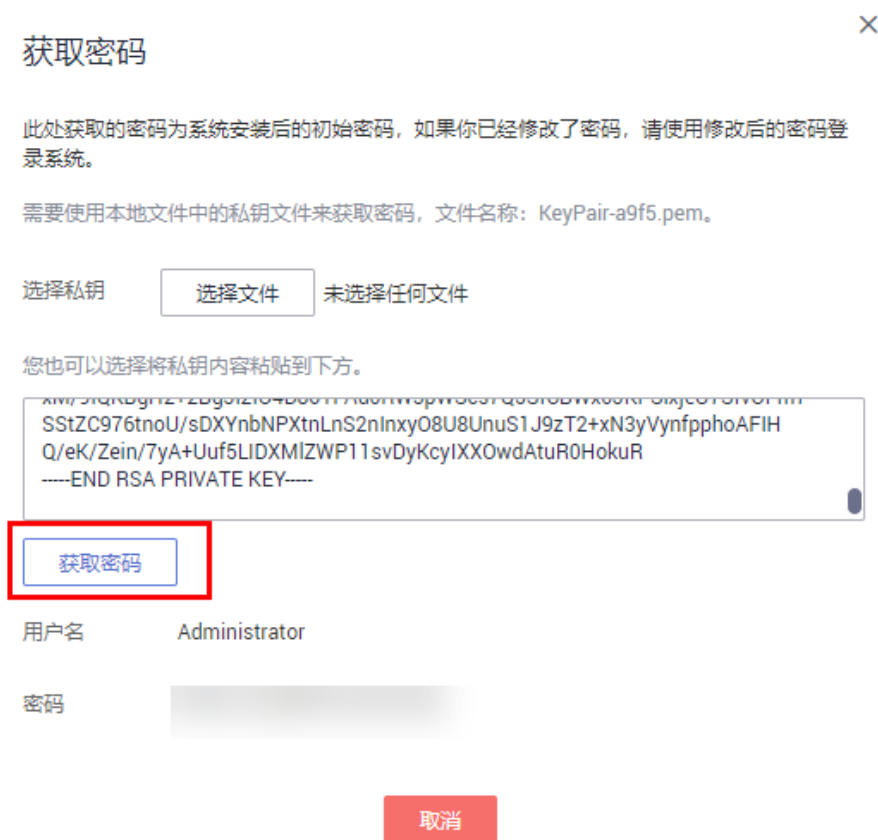 获取密码
此处获取的密码为系统安装后的初始密码，如果你已经修改了密码，请使用修改后的密码登
录系统。
需要使用本地文件中的私钥文件来获取密码，文件名称：KeyPair-a9f5.pem。
选择私钥 选择文件 未选择任何文件
您也可以选择将私钥内容粘贴到下方。
SStZC976tnoU/sDXYnbNPXtnLnS2nInxyO8U8UnuS1J9zT2+xN3yVynfpphoAFIH
Q/eK/Zein/7yA+Uuf5LIDXMlZWP11svDyKcyIXXOwdAtuR0HokuR
-----END RSA PRIVATE KEY-----
获取密码
用户名 Administrator
密码
取消